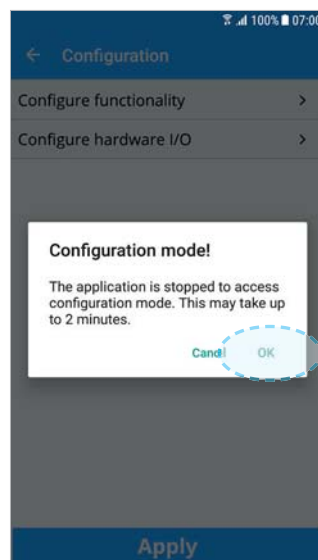 100% 07:00
Configuration
Configure functionality
Configure hardware I/O
Configuration mode!
The application is stopped to access
configuration mode. This may take up
to 2 minutes.
Cancel OK
Apply